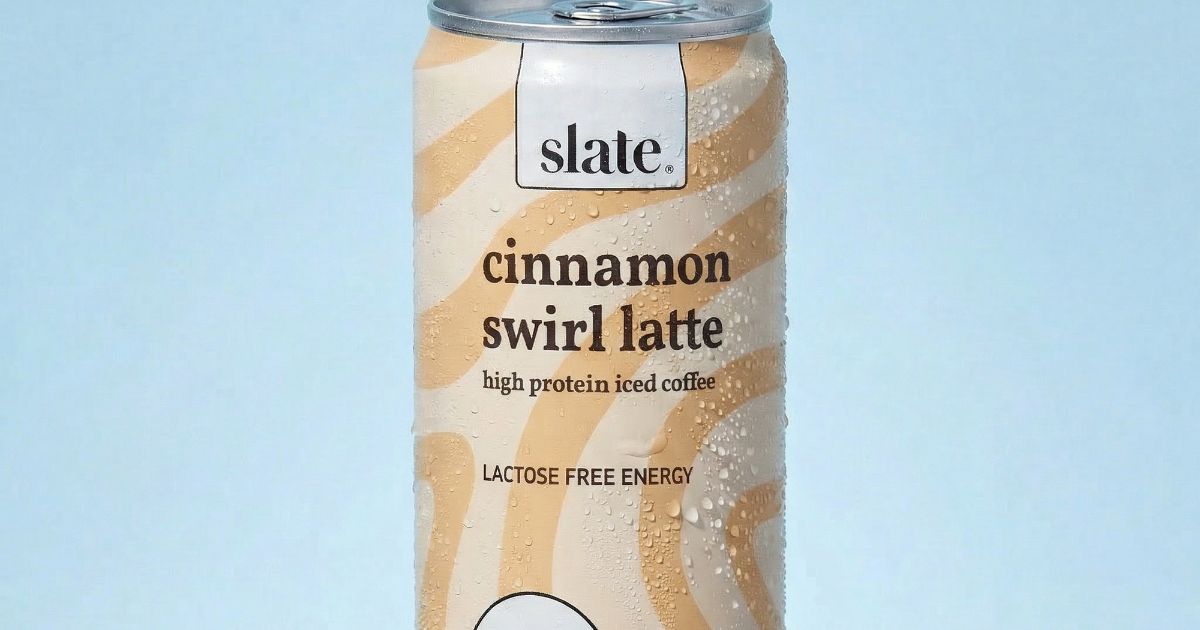 slate®
cinnamon
swirl latte
high protein iced coffee
LACTOSE FREE ENERGY